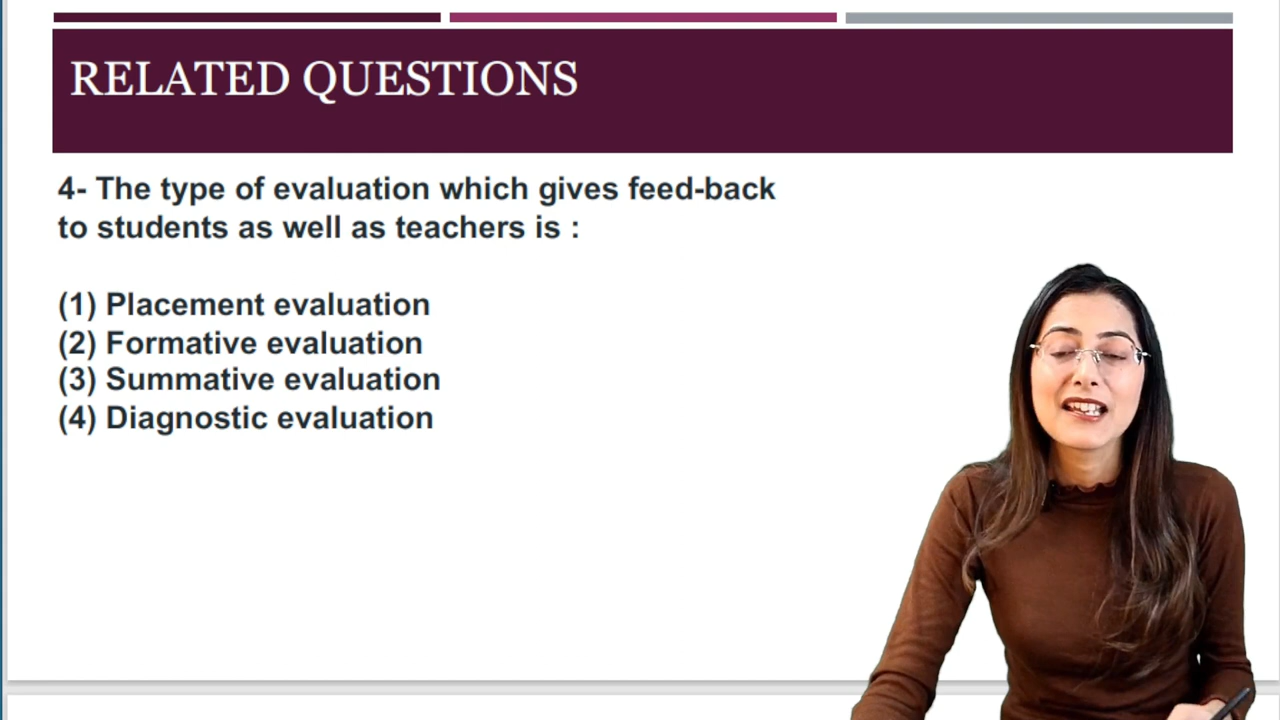 RELATED QUESTIONS
4- The type of evaluation which gives feed-back
to students as well as teachers is :
(1) Placement evaluation
(2) Formative evaluation
(3) Summative evaluation
(4) Diagnostic evaluation